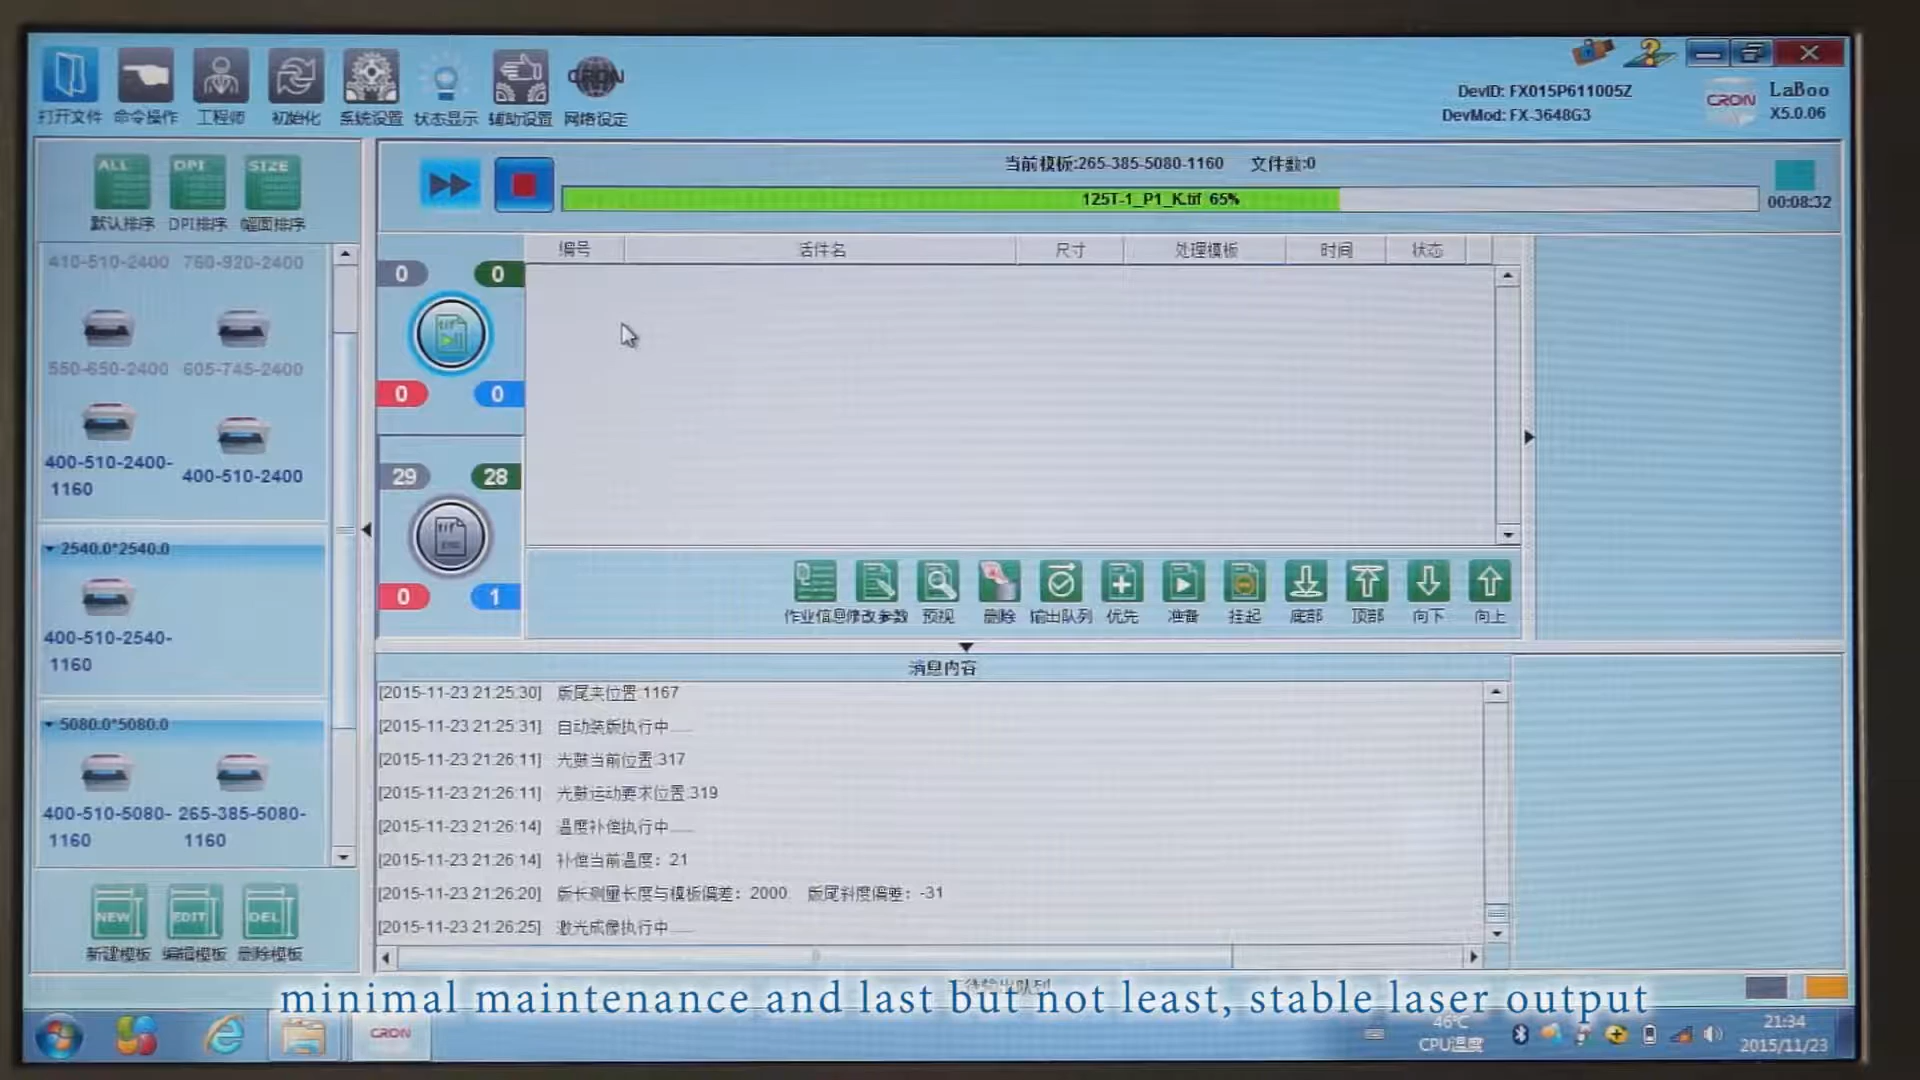 打开文件 命令操作 工程师 初始化 系统设置 状态显示 辅助设置 网络设定
CRON
DevID: FX015P611005Z
DevMod: FX-3648G3
CRON
LaBoo
X5.0.06
ALL DPI SIZE
默认排序 DPI排序 幅面排序
当前模板:265-385-5080-1160 文件数:0
125T-1_P1_K.tif 65%
00:08:32
410-510-2400 760-920-2400
550-650-2400 605-745-2400
400-510-2400-1160 400-510-2400
2540.0*2540.0
400-510-2540-1160
5080.0*5080.0
400-510-5080-1160 265-385-5080-1160
NEW EDIT DEL
新建模板 编辑模板 删除模板
编号 活件名 尺寸 处理模板 时间 状态
0 0
tif
0 0
29 28
tif
0 1
作业信息 修改参数 预视 删除 输出队列 优先 准备 挂起 底部 顶部 向下 向上
消息内容
[2015-11-23 21:25:30] 版尾夹位置:1167
[2015-11-23 21:25:31] 自动装版执行中......
[2015-11-23 21:26:11] 光鼓当前位置:317
[2015-11-23 21:26:11] 光鼓运动要求位置:319
[2015-11-23 21:26:14] 温度补偿执行中......
[2015-11-23 21:26:14] 补偿当前温度：21
[2015-11-23 21:26:20] 版长测量长度与模板偏差：2000 版尾斜度偏差：-31
[2015-11-23 21:26:25] 激光成像执行中......
minimal maintenance and last but not least, stable laser output
CRON
46℃
CPU温度
21:34
2015/11/23